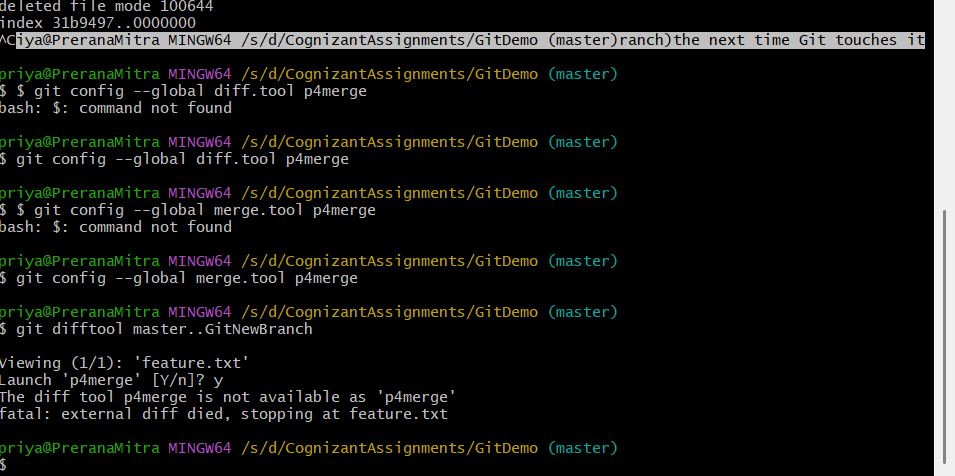 deleted file mode 100644
index 31b9497..0000000
^Ciya@PreranaMitra MINGW64 /s/d/CognizantAssignments/GitDemo (master)ranch)the next time Git touches it
priya@PreranaMitra MINGW64 /s/d/CognizantAssignments/GitDemo (master)
$ $ git config --global diff.tool p4merge
bash: $: command not found
priya@PreranaMitra MINGW64 /s/d/CognizantAssignments/GitDemo (master)
$ git config --global diff.tool p4merge
priya@PreranaMitra MINGW64 /s/d/CognizantAssignments/GitDemo (master)
$ $ git config --global merge.tool p4merge
bash: $: command not found
priya@PreranaMitra MINGW64 /s/d/CognizantAssignments/GitDemo (master)
$ git config --global merge.tool p4merge
priya@PreranaMitra MINGW64 /s/d/CognizantAssignments/GitDemo (master)
$ git difftool master..GitNewBranch
Viewing (1/1): 'feature.txt'
Launch 'p4merge' [Y/n]? y
The diff tool p4merge is not available as 'p4merge'
fatal: external diff died, stopping at feature.txt
priya@PreranaMitra MINGW64 /s/d/CognizantAssignments/GitDemo (master)
$